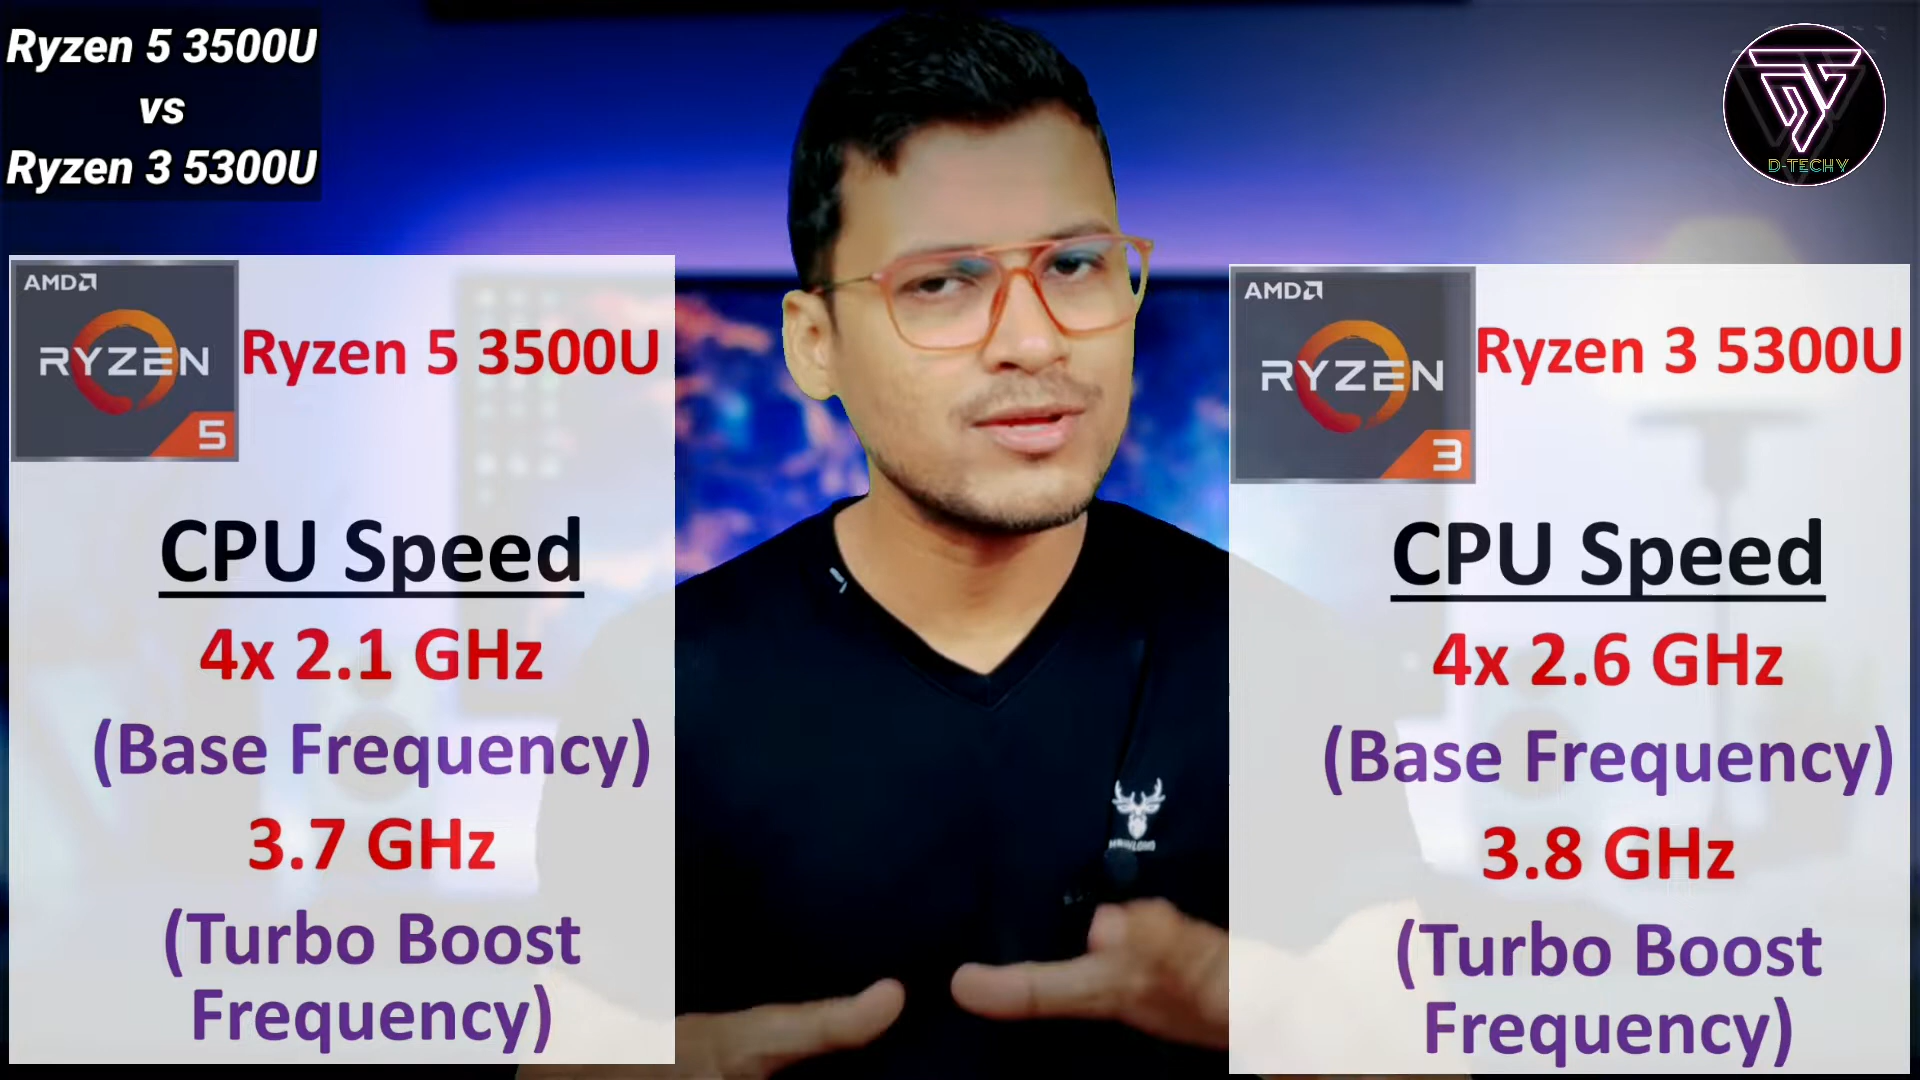 Ryzen 5 3500U
vs
Ryzen 3 5300U
D-TECHY
AMD
RYZEN
5
Ryzen 5 3500U
CPU Speed
4x 2.1 GHz
(Base Frequency)
3.7 GHz
(Turbo Boost
Frequency)
AMD
RYZEN
3
Ryzen 3 5300U
CPU Speed
4x 2.6 GHz
(Base Frequency)
3.8 GHz
(Turbo Boost
Frequency)